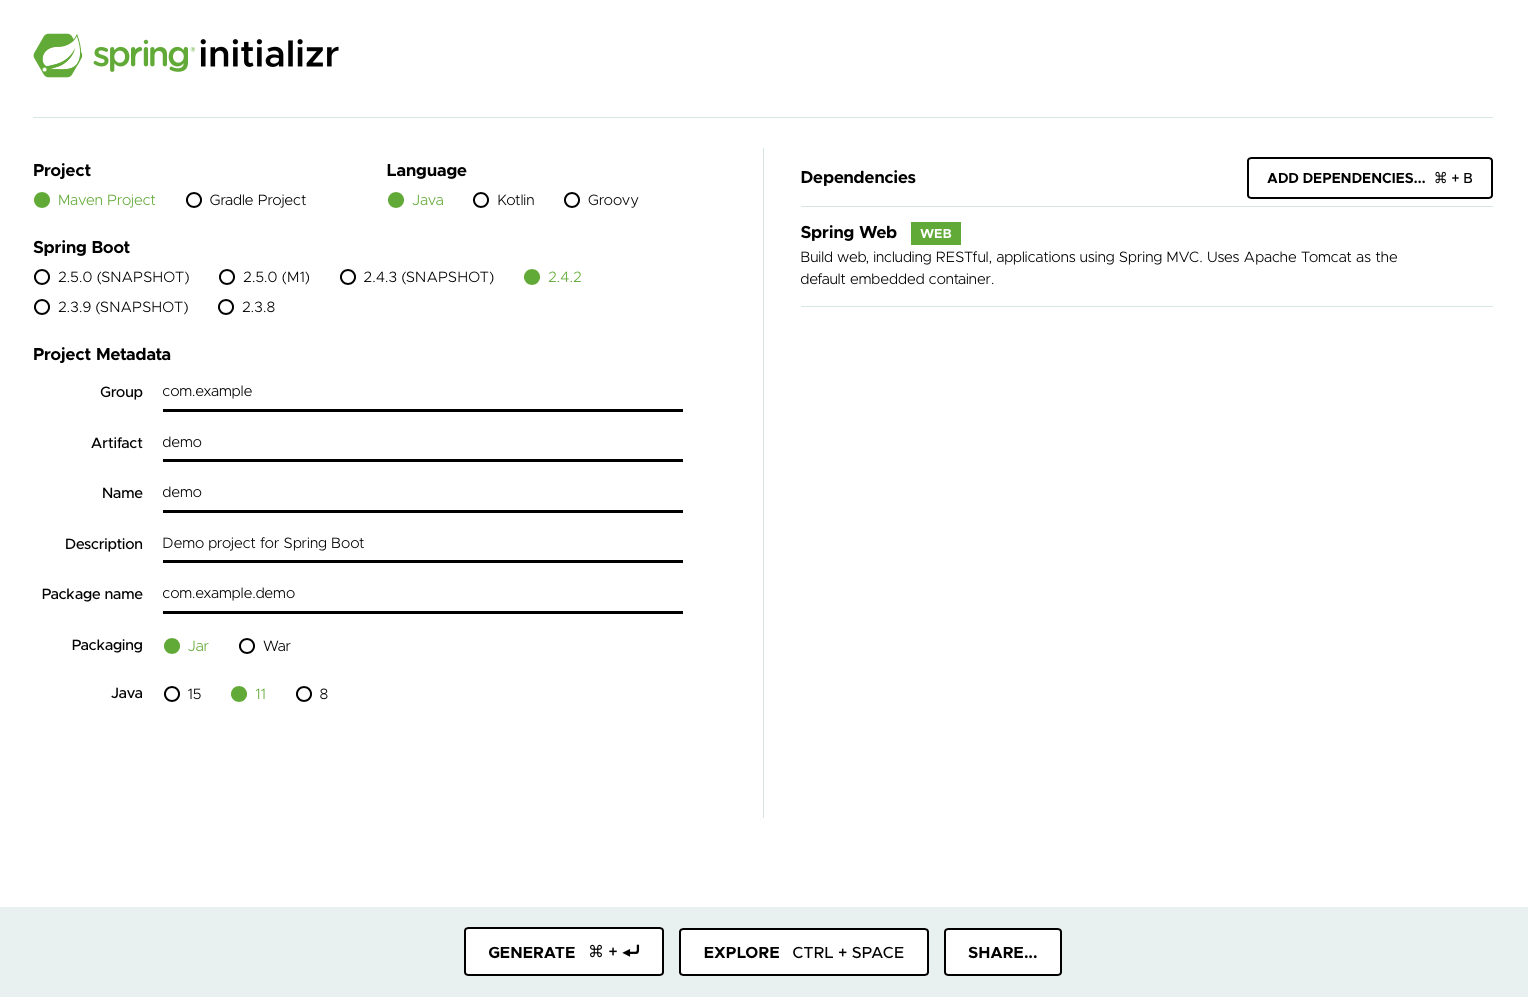 spring initializr
Project
Maven Project Gradle Project
Language
Java Kotlin Groovy
Spring Boot
2.5.0 (SNAPSHOT) 2.5.0 (M1) 2.4.3 (SNAPSHOT) 2.4.2
2.3.9 (SNAPSHOT) 2.3.8
Project Metadata
Group com.example
Artifact demo
Name demo
Description Demo project for Spring Boot
Package name com.example.demo
Packaging Jar War
Java 15 11 8
Dependencies ADD DEPENDENCIES... ⌘ + B
Spring Web WEB
Build web, including RESTful, applications using Spring MVC. Uses Apache Tomcat as the
default embedded container.
GENERATE ⌘ + ⏎ EXPLORE CTRL + SPACE SHARE...